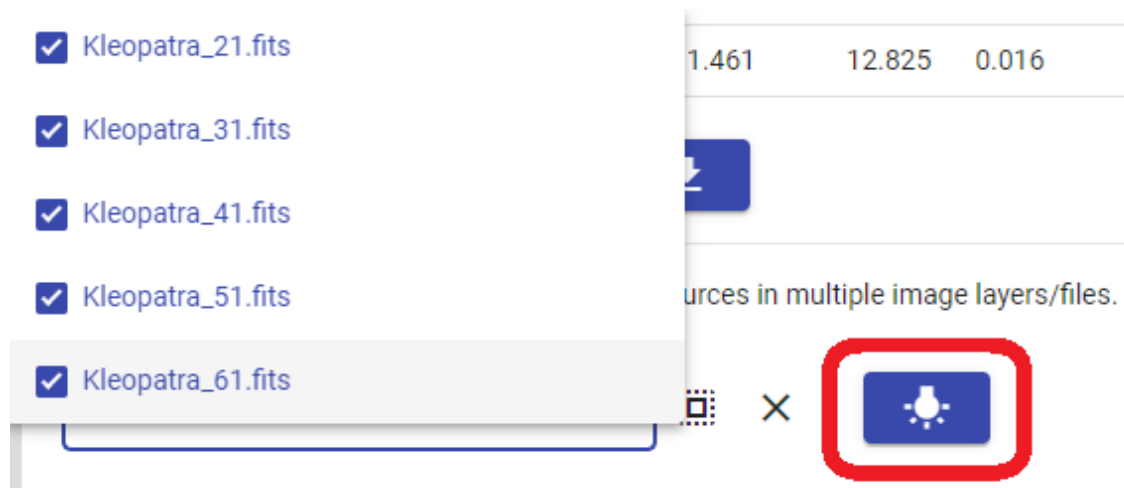 Kleopatra_21.fits
1.461 12.825 0.016
Kleopatra_31.fits
Kleopatra_41.fits
Kleopatra_51.fits
in multiple image layers/files.
Kleopatra_61.fits